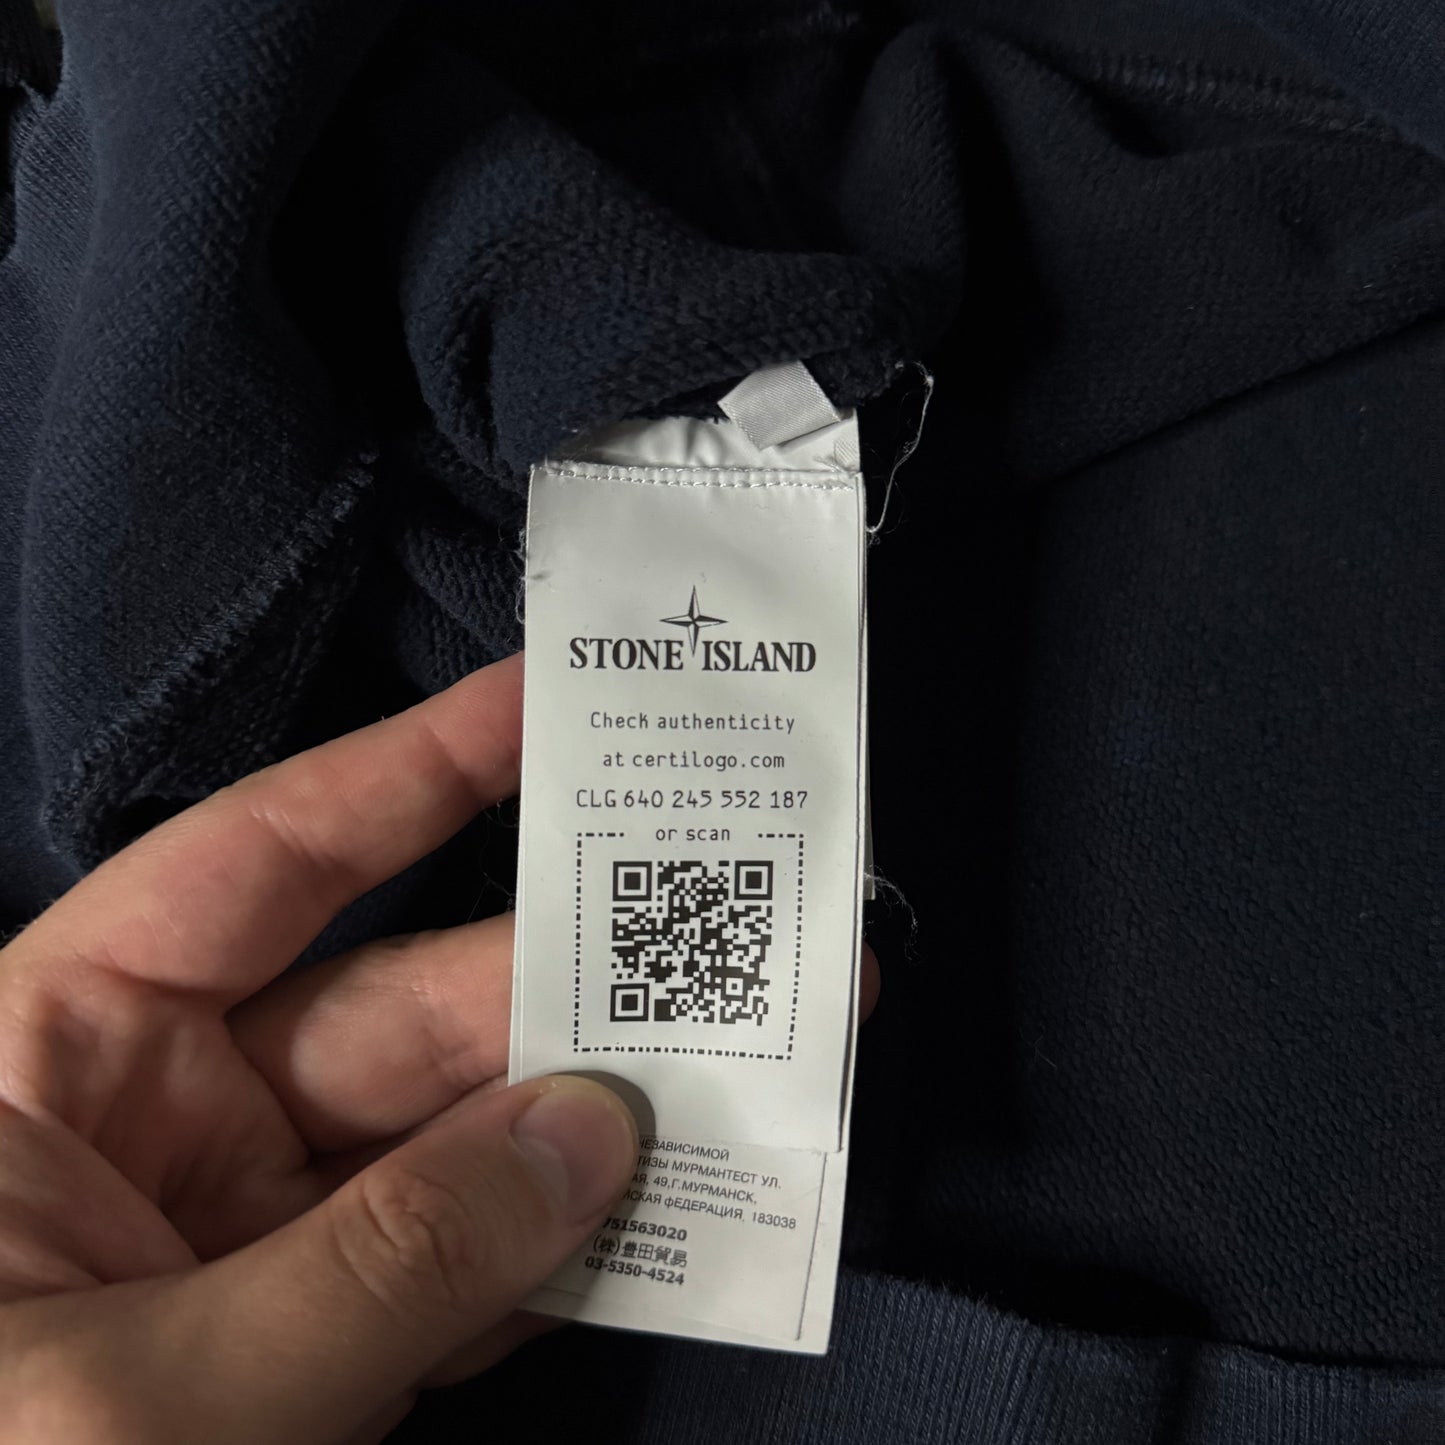 STONE ISLAND
Check authenticity
at certilogo.com
CLG 640 245 552 187
or scan
НЕЗАВИСИМОЙ
МУРМАНТЕСТ УЛ.
49,Г.МУРМАНСК,
фЕДЕРАЦИЯ, 183038
751563020
(株)豊田貿易
03-5350-4524